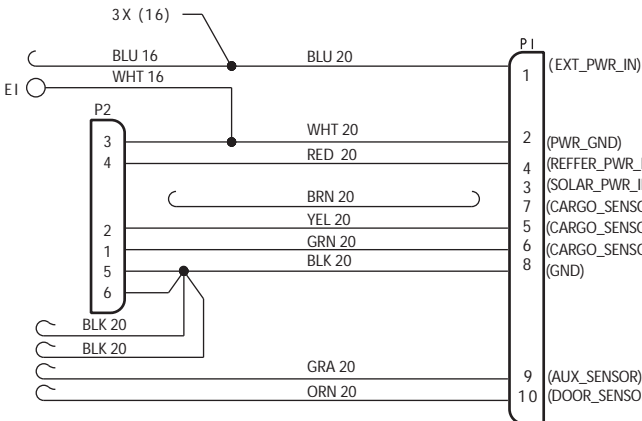 3X (16)
BLU 16
BLU 20
P1
1
(EXT_PWR_IN)
WHT 16
E1
P2
3
WHT 20
2
(PWR_GND)
4
RED 20
4
3
(SOLAR_PWR_
BRN 20
7
2
YEL 20
5
1
GRN 20
6
5
BLK 20
8
(GND)
6
BLK 20
BLK 20
GRA 20
9
(AUX_SENSOR)
ORN 20
10